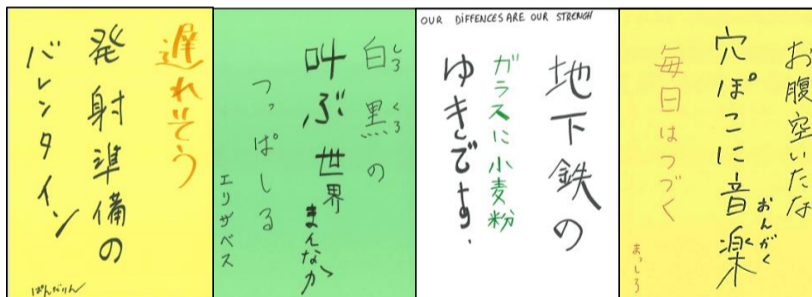 遅れそう
発射準備の
バレンタイン
ぱんだりん
白黒の
しろ くろ
叫ぶ世界
まんなか
つっぱしる
エリザベス
OUR DIFFENCES ARE OUR STRENGH
地下鉄の
ガラスに小麦粉
ゆきです.
お腹空いたな
穴ぽこに音楽
おんがく
毎日はつづく
まっしろ